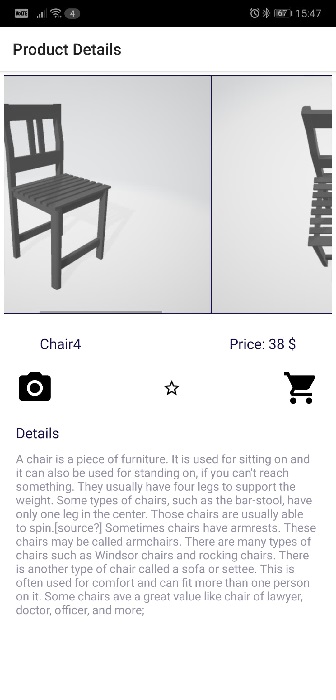 4
67
15:47
Product Details
Chair4
Price: 38 $
Details
A chair is a piece of furniture. It is used for sitting on and
it can also be used for standing on, if you can't reach
something. They usually have four legs to support the
weight. Some types of chairs, such as the bar-stool, have
only one leg in the center. Those chairs are usually able
to spin.[source?] Sometimes chairs have armrests. These
chairs may be called armchairs. There are many types of
chairs such as Windsor chairs and rocking chairs. There
is another type of chair called a sofa or settee. This is
often used for comfort and can fit more than one person
on it. Some chairs ave a great value like chair of lawyer,
doctor, officer, and more;